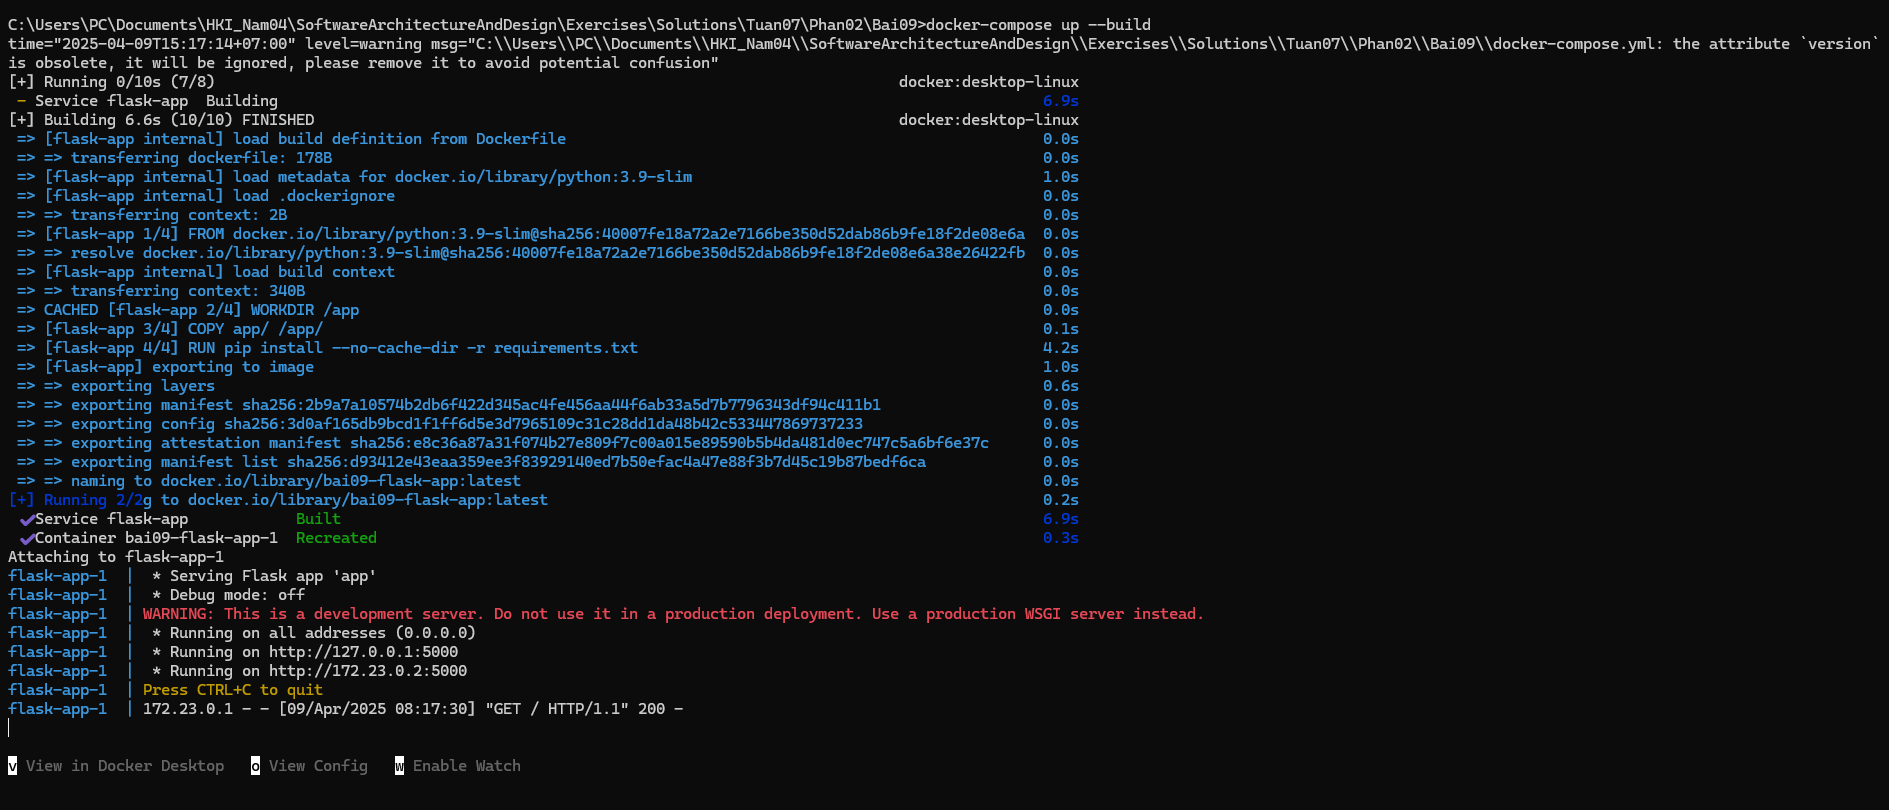 C:\Users\PC\Documents\HKI_Nam04\SoftwareArchitectureAndDesign\Exercises\Solutions\Tuan07\Phan02\Bai09>docker-compose up --build
time="2025-04-09T15:17:14+07:00" level=warning msg="C:\\Users\\PC\\Documents\\HKI_Nam04\\SoftwareArchitectureAndDesign\\Exercises\\Solutions\\Tuan07\\Phan02\\Bai09\\docker-compose.yml: the attribute `version`
is obsolete, it will be ignored, please remove it to avoid potential confusion"
[+] Running 0/10s (7/8) docker:desktop-linux
- Service flask-app  Building 6.9s
[+] Building 6.6s (10/10) FINISHED docker:desktop-linux
=> [flask-app internal] load build definition from Dockerfile 0.0s
=> => transferring dockerfile: 178B 0.0s
=> [flask-app internal] load metadata for docker.io/library/python:3.9-slim 1.0s
=> [flask-app internal] load .dockerignore 0.0s
=> => transferring context: 2B 0.0s
=> [flask-app 1/4] FROM docker.io/library/python:3.9-slim@sha256:40007fe18a72a2e7166be350d52dab86b9fe18f2de08e6a 0.0s
=> => resolve docker.io/library/python:3.9-slim@sha256:40007fe18a72a2e7166be350d52dab86b9fe18f2de08e6a38e26422fb 0.0s
=> [flask-app internal] load build context 0.0s
=> => transferring context: 340B 0.0s
=> CACHED [flask-app 2/4] WORKDIR /app 0.0s
=> [flask-app 3/4] COPY app/ /app/ 0.1s
=> [flask-app 4/4] RUN pip install --no-cache-dir -r requirements.txt 4.2s
=> [flask-app] exporting to image 1.0s
=> => exporting layers 0.6s
=> => exporting manifest sha256:2b9a7a10574b2db6f422d345ac4fe456aa44f6ab33a5d7b7796343df94c411b1 0.0s
=> => exporting config sha256:3d0af165db9bcd1f1ff6d5e3d7965109c31c28dd1da48b42c533447869737233 0.0s
=> => exporting attestation manifest sha256:e8c36a87a31f074b27e809f7c00a015e89590b5b4da481d0ec747c5a6bf6e37c 0.0s
=> => exporting manifest list sha256:d93412e43eaa359ee3f83929140ed7b50efac4a47e88f3b7d45c19b87bedf6ca 0.0s
=> => naming to docker.io/library/bai09-flask-app:latest 0.0s
[+] Running 2/2g to docker.io/library/bai09-flask-app:latest 0.2s
✔Service flask-app Built 6.9s
✔Container bai09-flask-app-1 Recreated 0.3s
Attaching to flask-app-1
flask-app-1 | * Serving Flask app 'app'
flask-app-1 | * Debug mode: off
flask-app-1 | WARNING: This is a development server. Do not use it in a production deployment. Use a production WSGI server instead.
flask-app-1 | * Running on all addresses (0.0.0.0)
flask-app-1 | * Running on http://127.0.0.1:5000
flask-app-1 | * Running on http://172.23.0.2:5000
flask-app-1 | Press CTRL+C to quit
flask-app-1 | 172.23.0.1 - - [09/Apr/2025 08:17:30] "GET / HTTP/1.1" 200 -
v View in Docker Desktop o View Config w Enable Watch